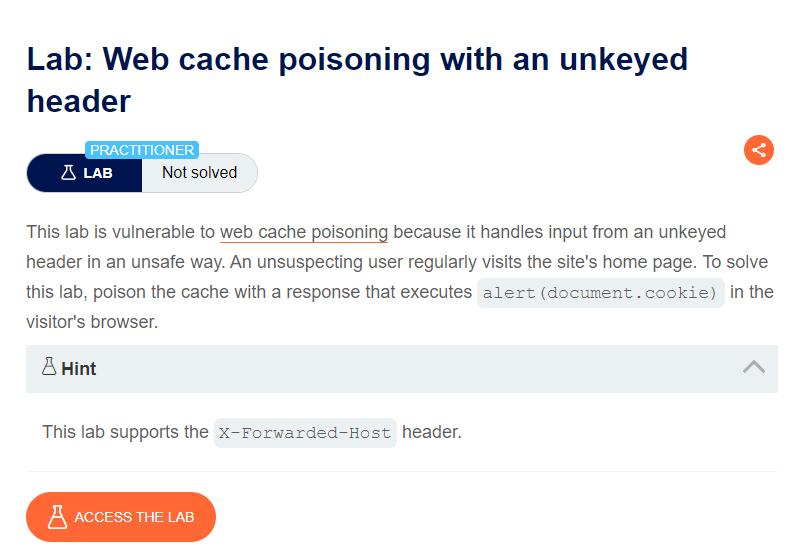 Lab: Web cache poisoning with an unkeyed
header
PRACTITIONER
LAB
Not solved
This lab is vulnerable to web cache poisoning because it handles input from an unkeyed
header in an unsafe way. An unsuspecting user regularly visits the site's home page. To solve
this lab, poison the cache with a response that executes alert(document.cookie) in the
visitor's browser.
Hint
This lab supports the X-Forwarded-Host header.
ACCESS THE LAB